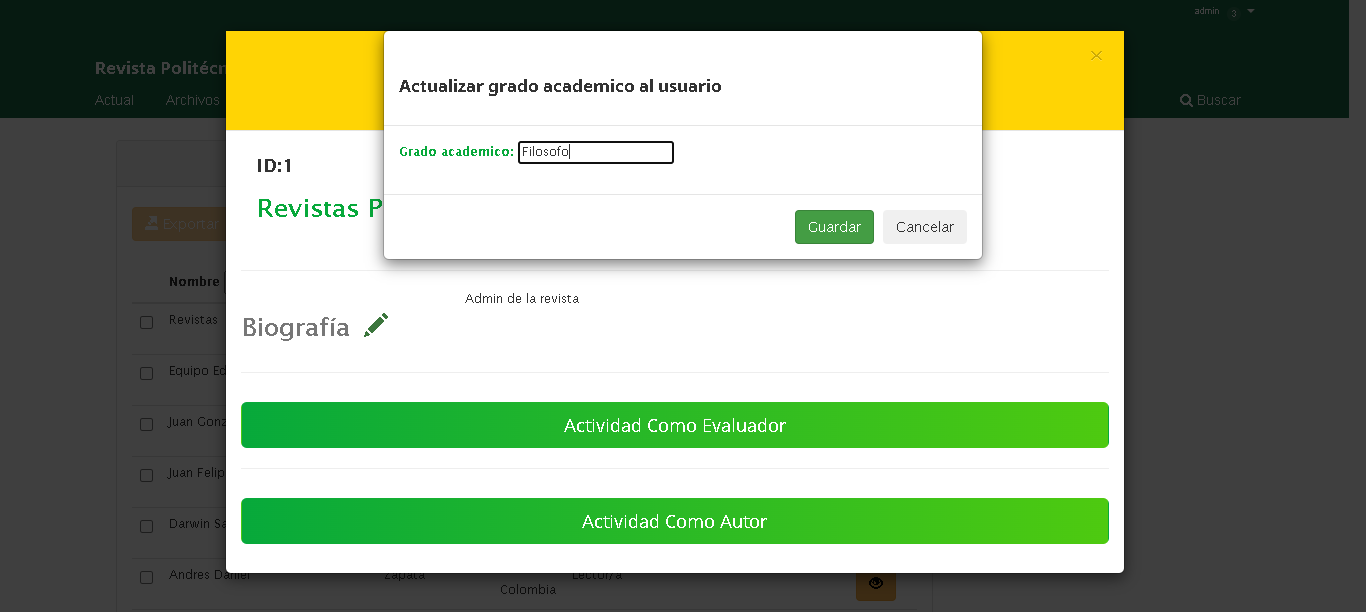 admin 3
Revista Politécn
Actual Archivos
Buscar
×
Actualizar grado academico al usuario
Grado academico: Filosofo
Guardar Cancelar
ID:1
Revistas P
Exportar
Nombre
Admin de la revista
Biografía
Revistas
Equipo Ed
Juan Gonz
Juan Felip
Darwin Sa
Actividad Como Evaluador
Actividad Como Autor
Andres Daniel Zapata Lector/a
Colombia